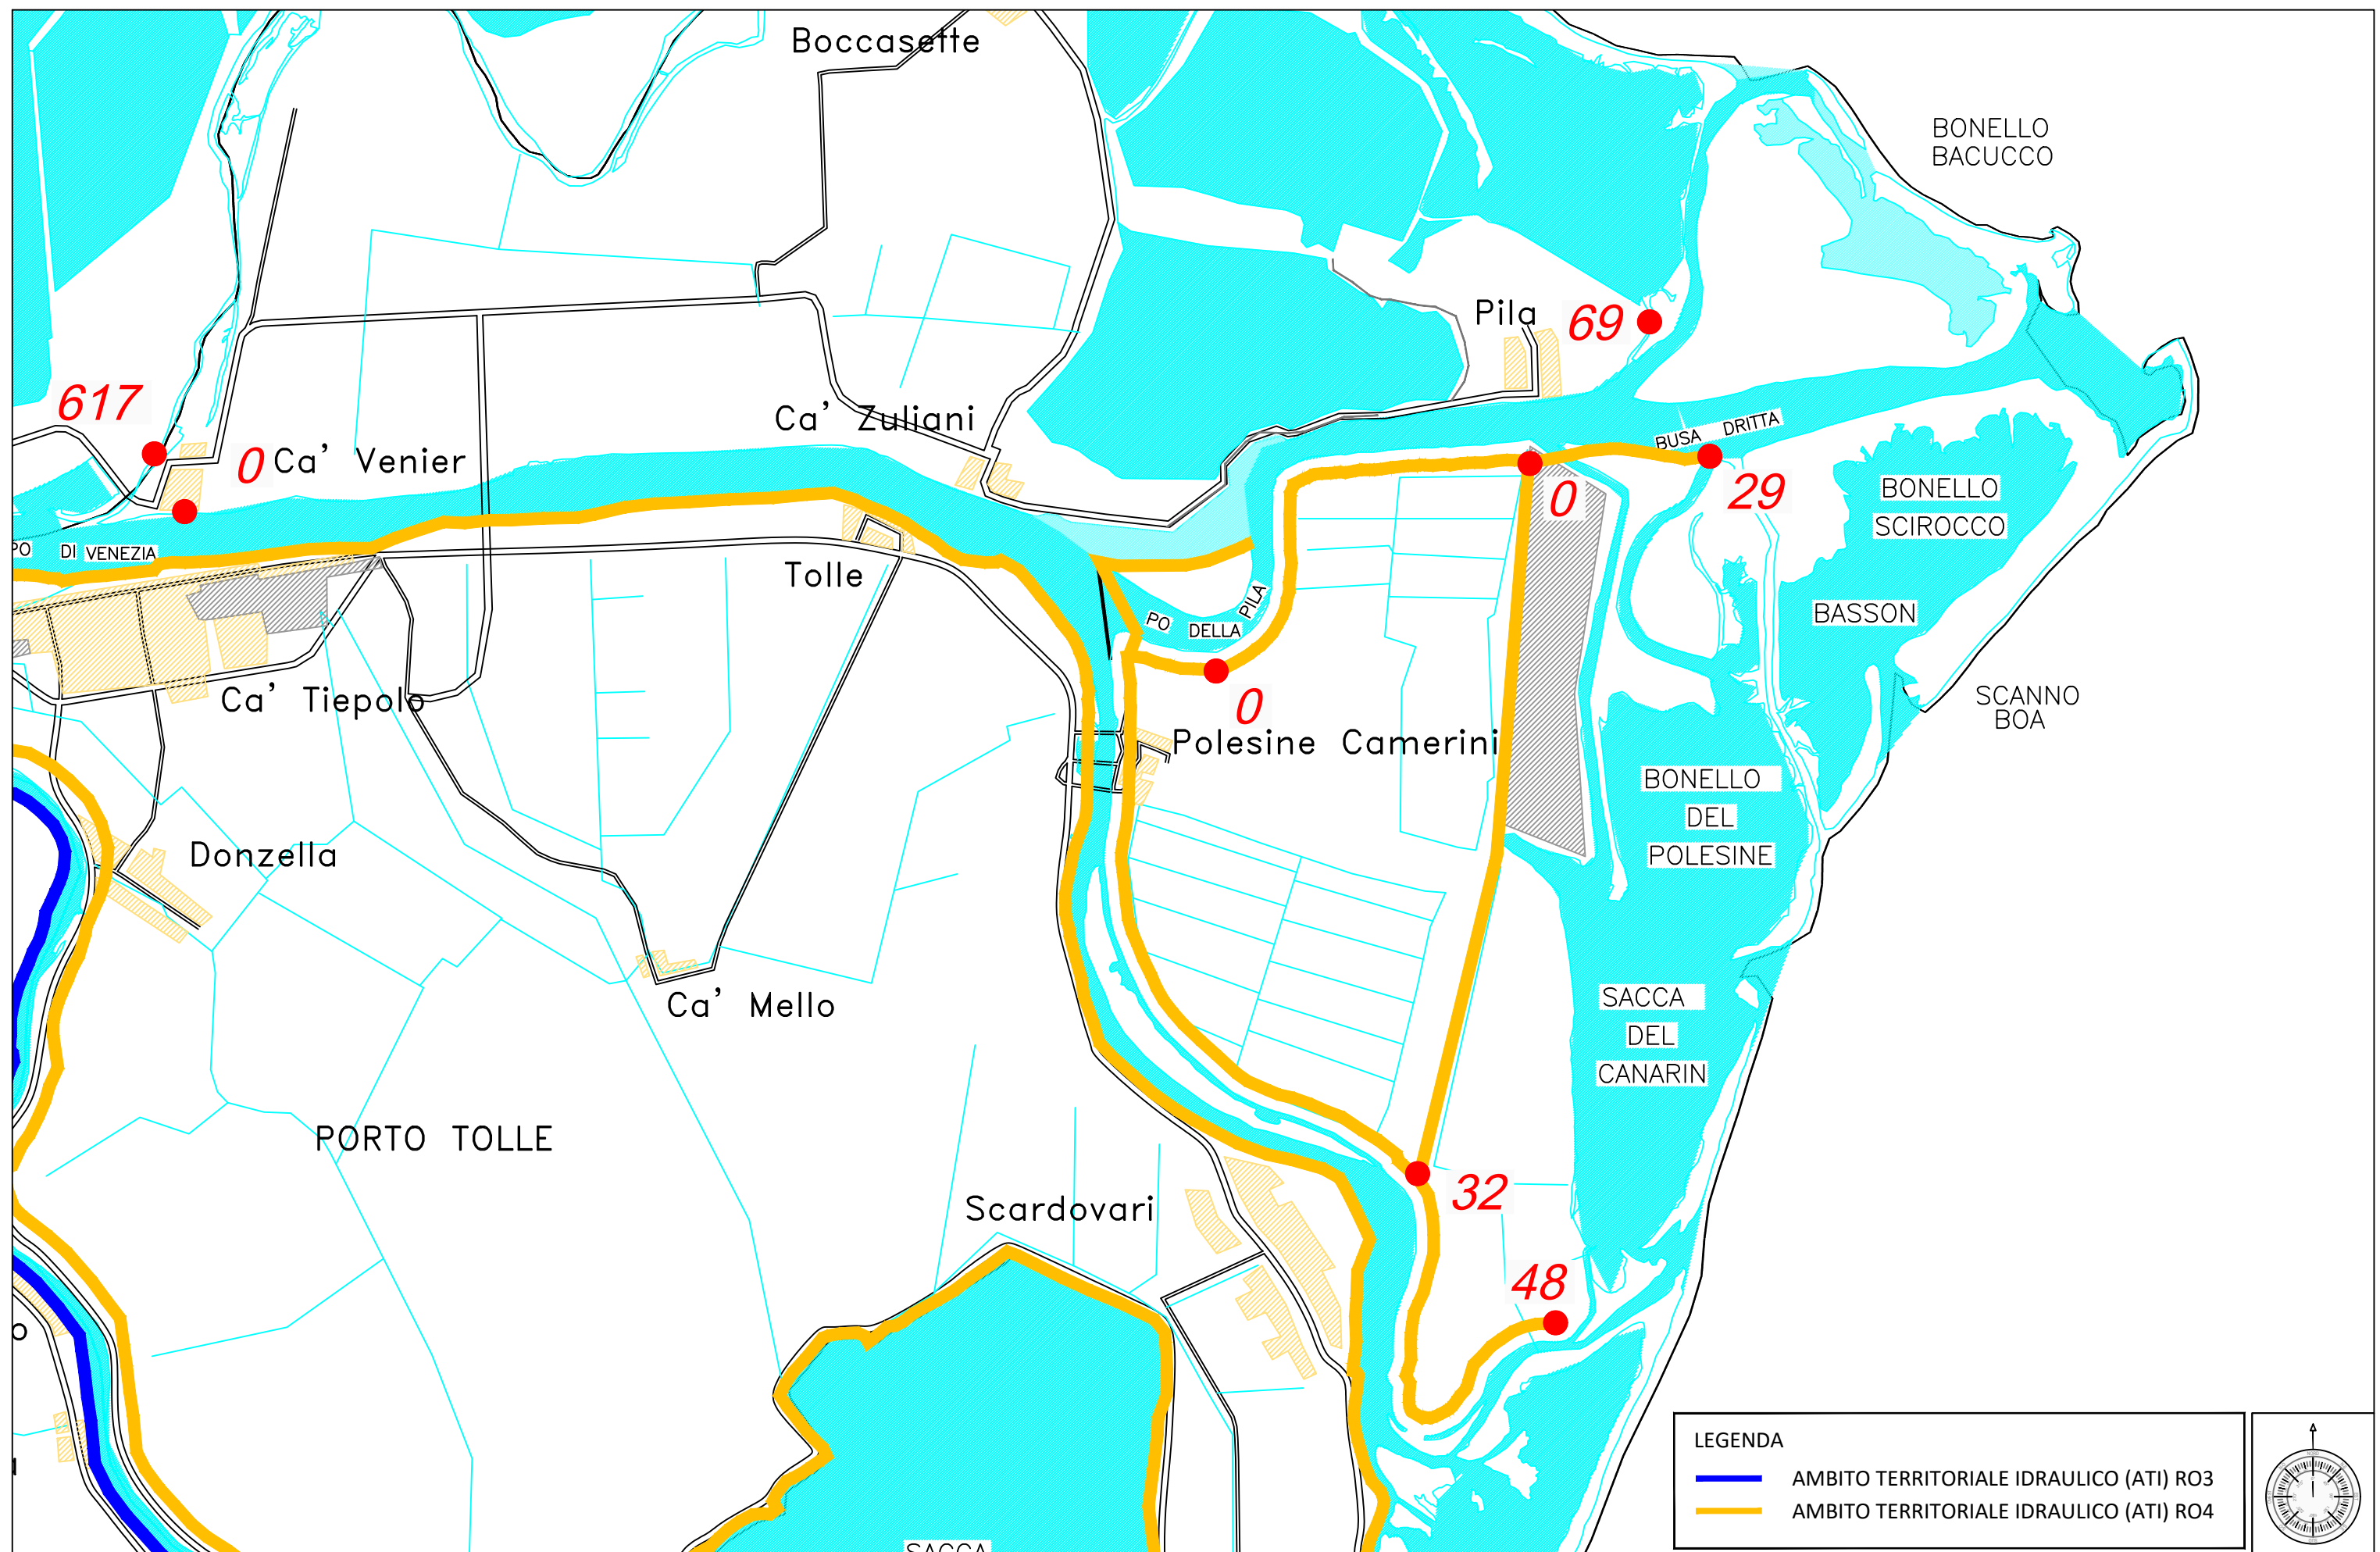 Boccasette
BONELLO
BACUCCO
Pila
69
617
0
Ca' Venier
Ca' Zuliani
BUSA DRITTA
29
0
BONELLO
SCIROCCO
PO DI VENEZIA
Tolle
PO DELLA PILA
BASSON
Ca' Tiepolo
0
Polesine Camerini
SCANNO
BOA
BONELLO
DEL
POLESINE
Donzella
Ca' Mello
SACCA
DEL
CANARIN
PORTO TOLLE
Scardovari
32
48
o
LEGENDA
AMBITO TERRITORIALE IDRAULICO (ATI) RO3
AMBITO TERRITORIALE IDRAULICO (ATI) RO4
SACCA